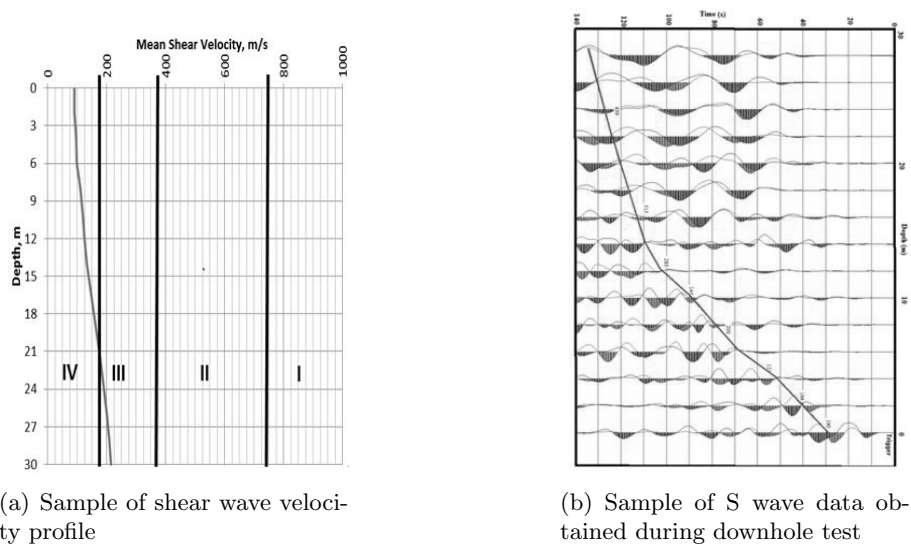 Mean Shear Velocity, m/s
0
200
400
600
800
1000
0
3
6
9
12
15
18
21
24
27
30
Depth, m
IV
III
II
I
(a) Sample of shear wave veloci-
ty profile
Time (s)
140
120
80
60
40
20
0
30
20
10
0
Depth (m)
Trigger
(b) Sample of S wave data ob-
tained during downhole test